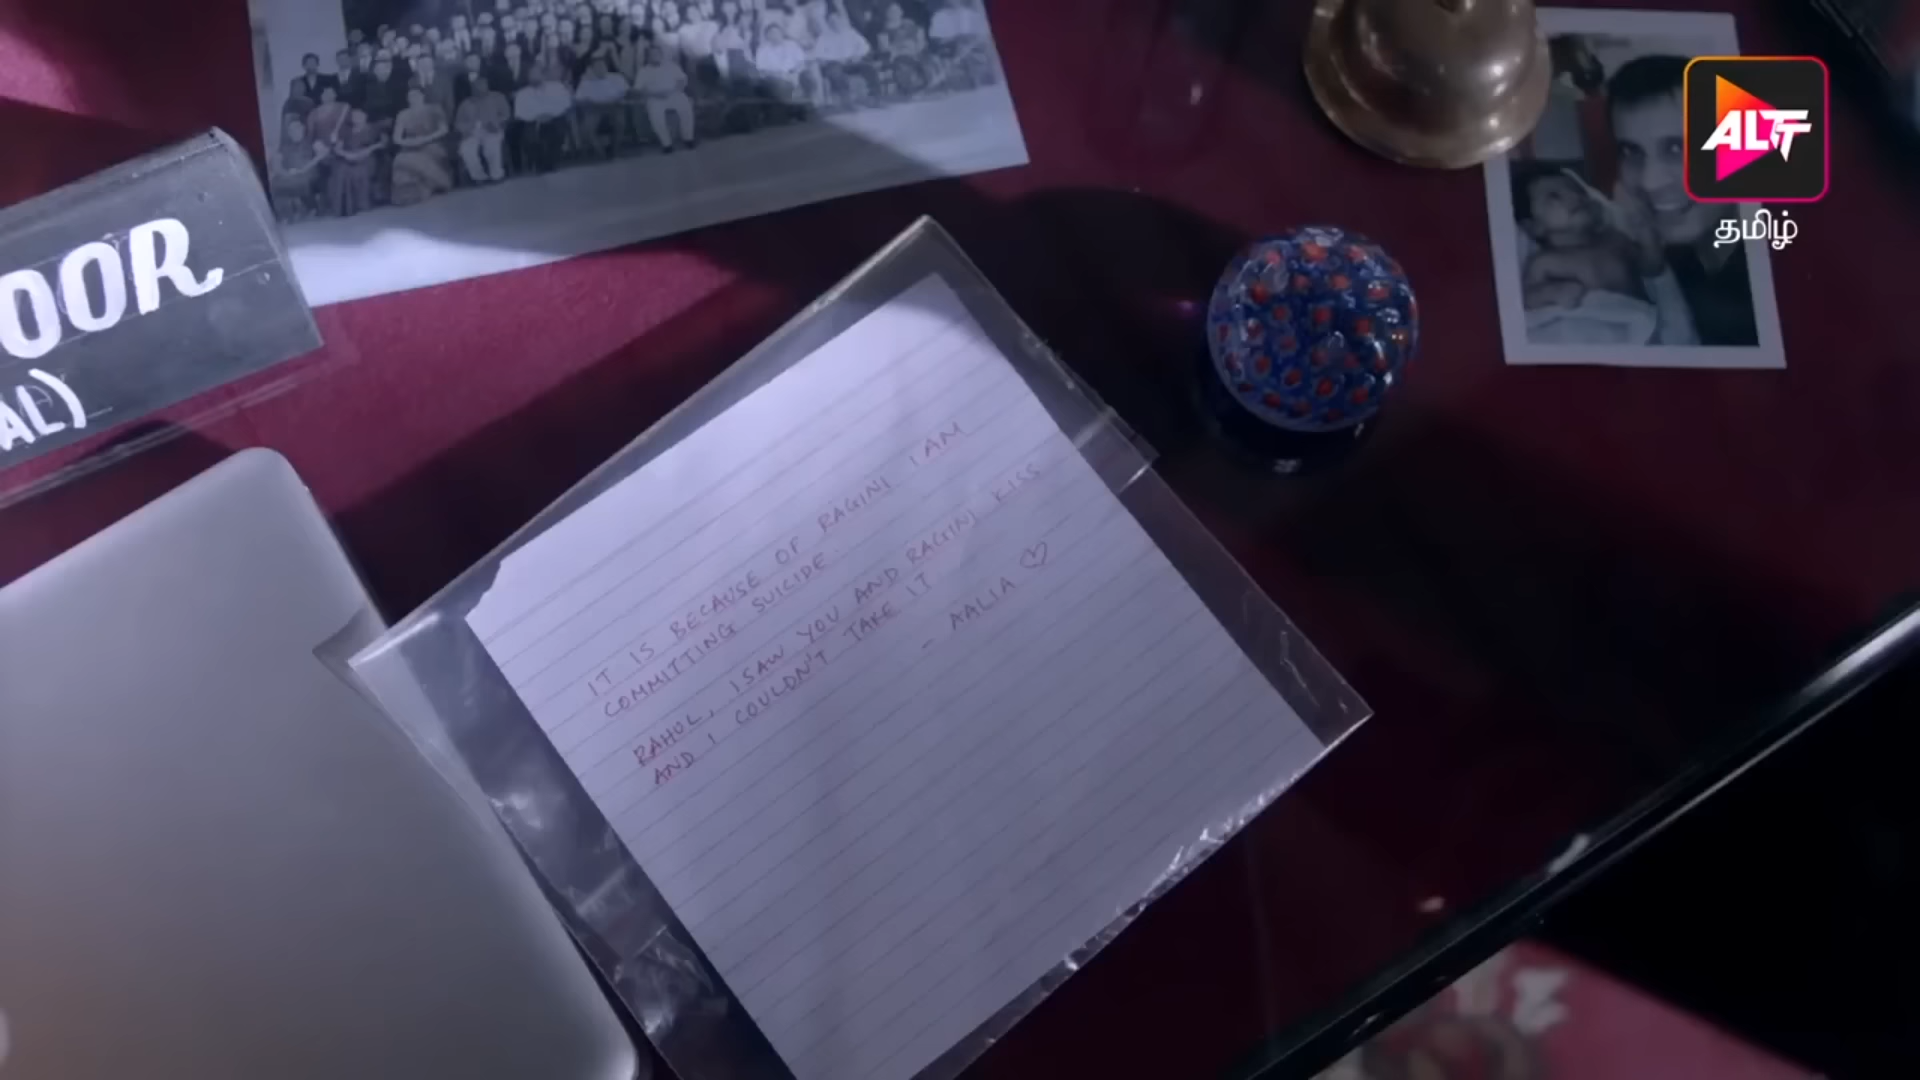 ALTT
தமிழ்
OOR
AL)
IT IS BECAUSE OF RAGINI I AM
COMMITTING SUICIDE.
RAHUL, I SAW YOU AND RAGINI KISS
AND I COULDN'T TAKE IT
- AALIA ♡